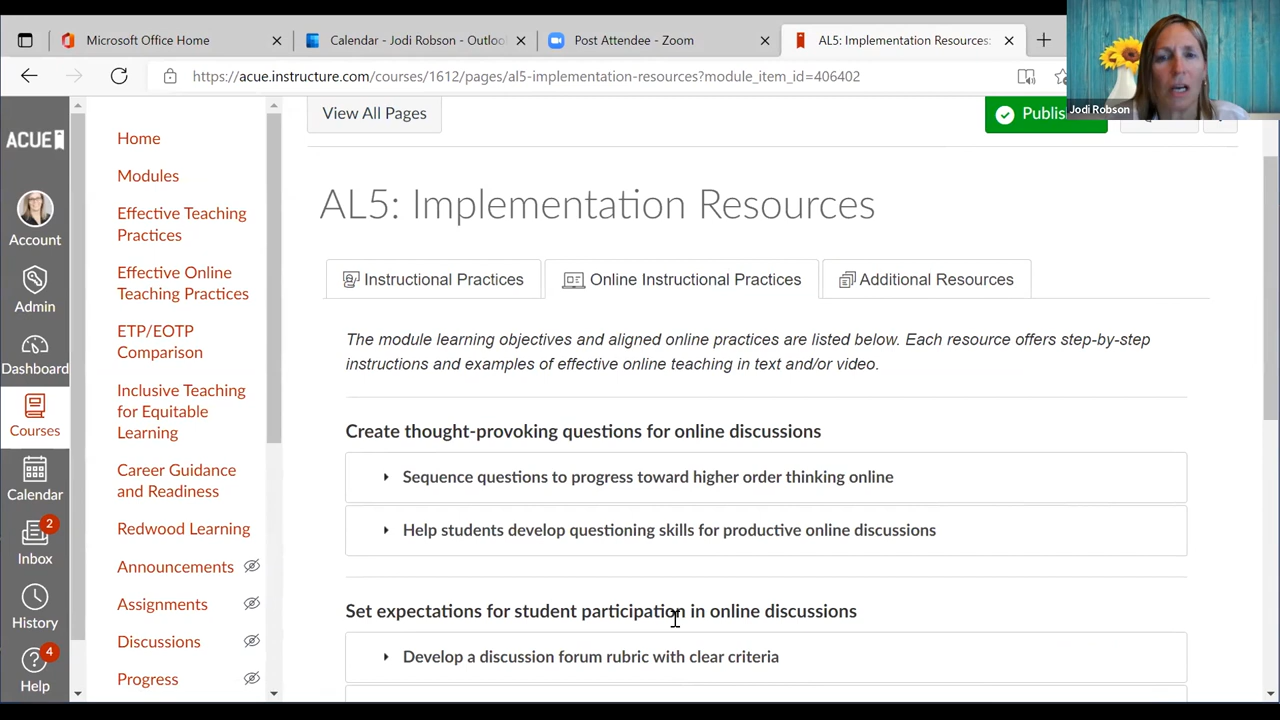 Microsoft Office Home
Calendar - Jodi Robson - Outloo
Post Attendee - Zoom
AL5: Implementation Resources:
https://acue.instructure.com/courses/1612/pages/al5-implementation-resources?module_item_id=406402
Jodi Robson
ACUE
Account
Admin
Dashboard
Courses
Calendar
2
Inbox
History
4
Help
Home
Modules
Effective Teaching
Practices
Effective Online
Teaching Practices
ETP/EOTP
Comparison
Inclusive Teaching
for Equitable
Learning
Career Guidance
and Readiness
Redwood Learning
Announcements
Assignments
Discussions
Progress
View All Pages
Publis
AL5: Implementation Resources
Instructional Practices
Online Instructional Practices
Additional Resources
The module learning objectives and aligned online practices are listed below. Each resource offers step-by-step
instructions and examples of effective online teaching in text and/or video.
Create thought-provoking questions for online discussions
Sequence questions to progress toward higher order thinking online
Help students develop questioning skills for productive online discussions
Set expectations for student participation in online discussions
Develop a discussion forum rubric with clear criteria